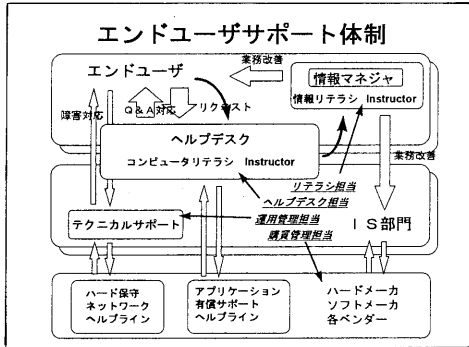 エンドユーザサポート体制
業務改善
エンドユーザ
情報マネジャ
情報リテラシ Instructor
Q&A対応
リクエスト
障害対応
ヘルプデスク
コンピュータリテラシ Instructor
業務改善
リテラシ担当
ヘルプデスク担当
運用管理担当
購買管理担当
テクニカルサポート
IS部門
ハード保守
ネットワーク
ヘルプライン
アプリケーション
有償サポート
ヘルプライン
ハードメーカ
ソフトメーカ
各ベンダー